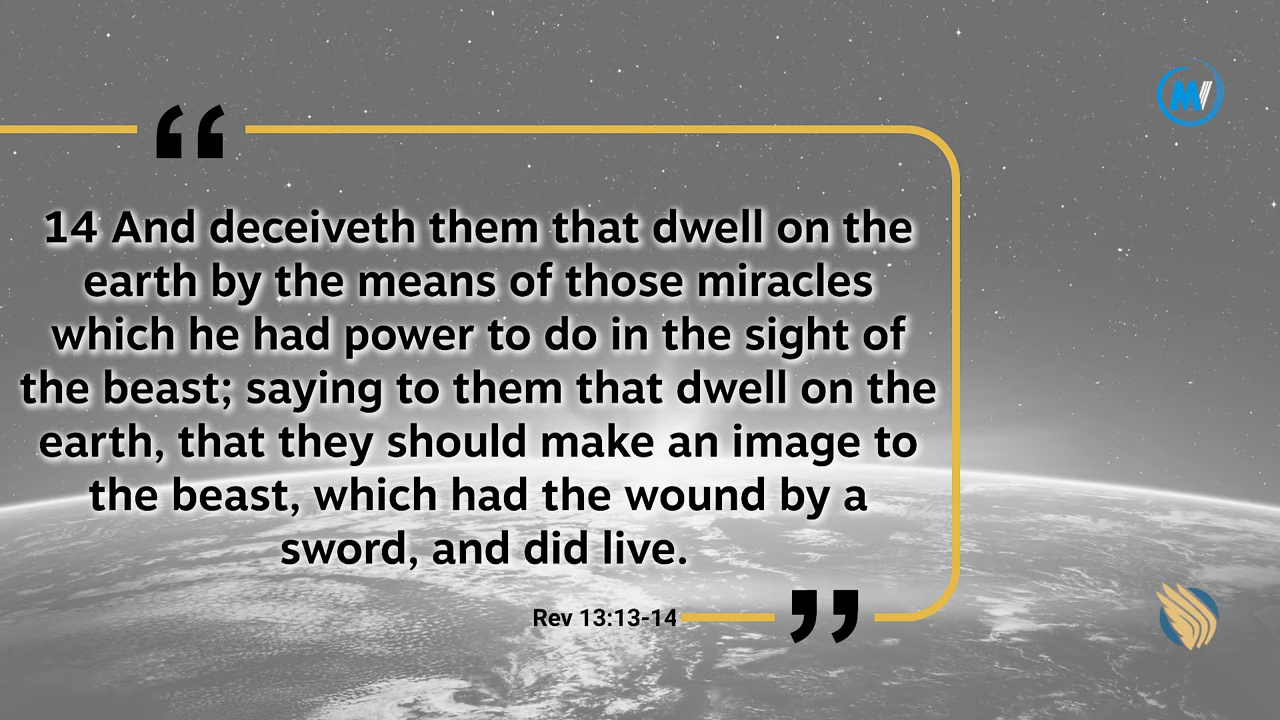 “
14 And deceiveth them that dwell on the
earth by the means of those miracles
which he had power to do in the sight of
the beast; saying to them that dwell on the
earth, that they should make an image to
the beast, which had the wound by a
sword, and did live.
Rev 13:13-14
”